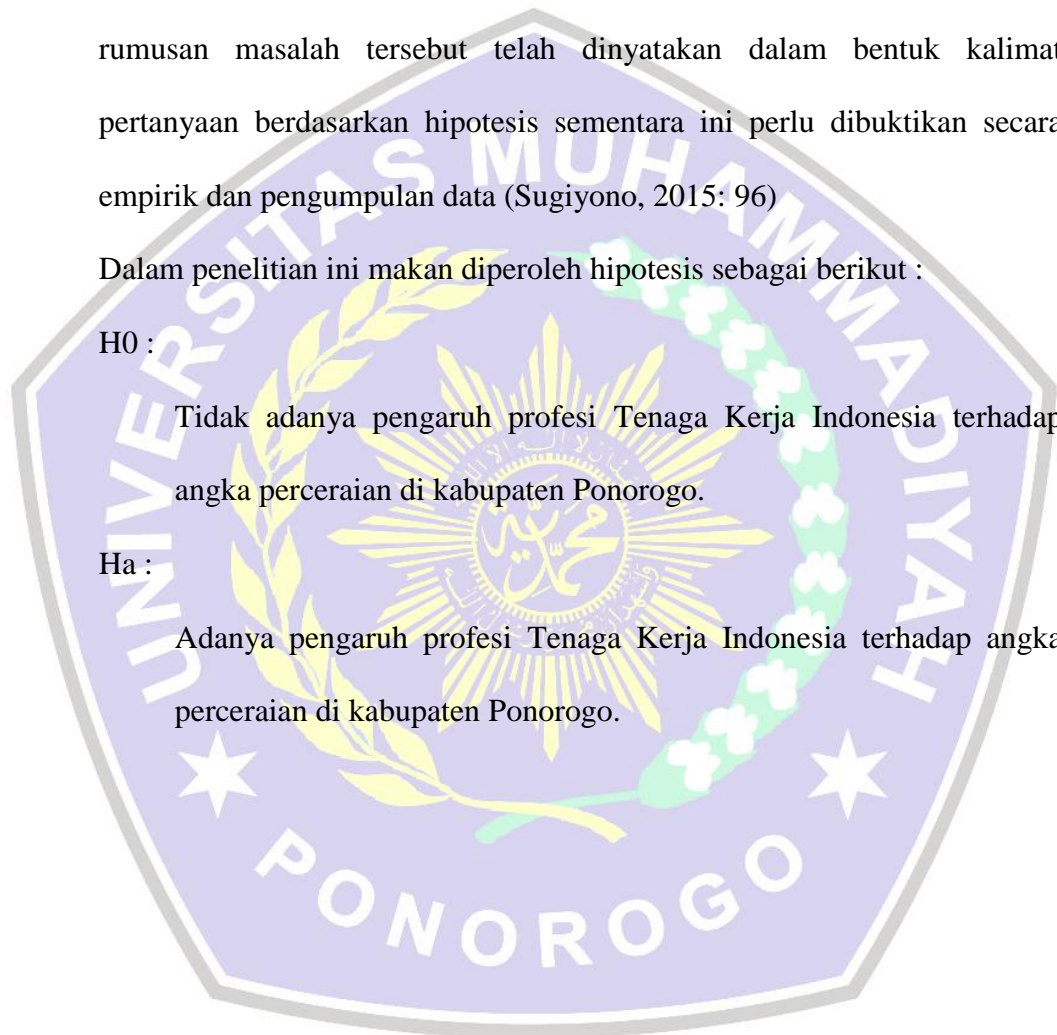 rumusan masalah tersebut telah dinyatakan dalam bentuk kalimat
pertanyaan berdasarkan hipotesis sementara ini perlu dibuktikan secara
empirik dan pengumpulan data (Sugiyono, 2015: 96)
Dalam penelitian ini makan diperoleh hipotesis sebagai berikut :
H0 :
Tidak adanya pengaruh profesi Tenaga Kerja Indonesia terhadap
angka perceraian di kabupaten Ponorogo.
Ha :
Adanya pengaruh profesi Tenaga Kerja Indonesia terhadap angka
perceraian di kabupaten Ponorogo.
UNIVERSITAS MUHAMMADIYAH
PONOROGO
محمدية